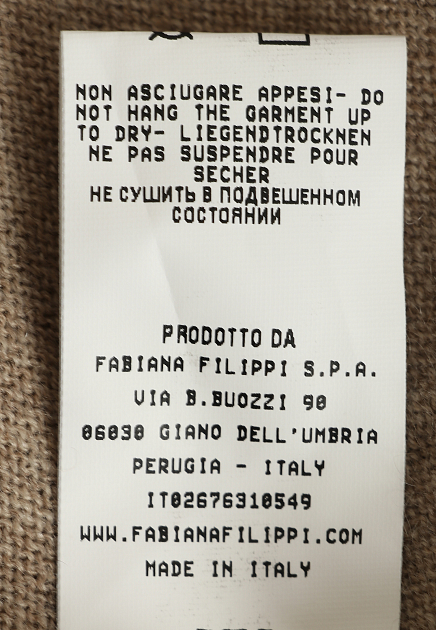 NON ASCIUGARE APPESI- DO
NOT HANG THE GARMENT UP
TO DRY- LIEGENDTROCKNEN
NE PAS SUSPENDRE POUR
SECHER
НЕ СУШИТЬ В ПОДВЕШЕННОМ
СОСТОЯНИИ
PRODOTTO DA
FABIANA FILIPPI S.P.A.
VIA B.BUOZZI 90
06030 GIANO DELL'UMBRIA
PERUGIA - ITALY
IT02676310549
WWW.FABIANAFILIPPI.COM
MADE IN ITALY